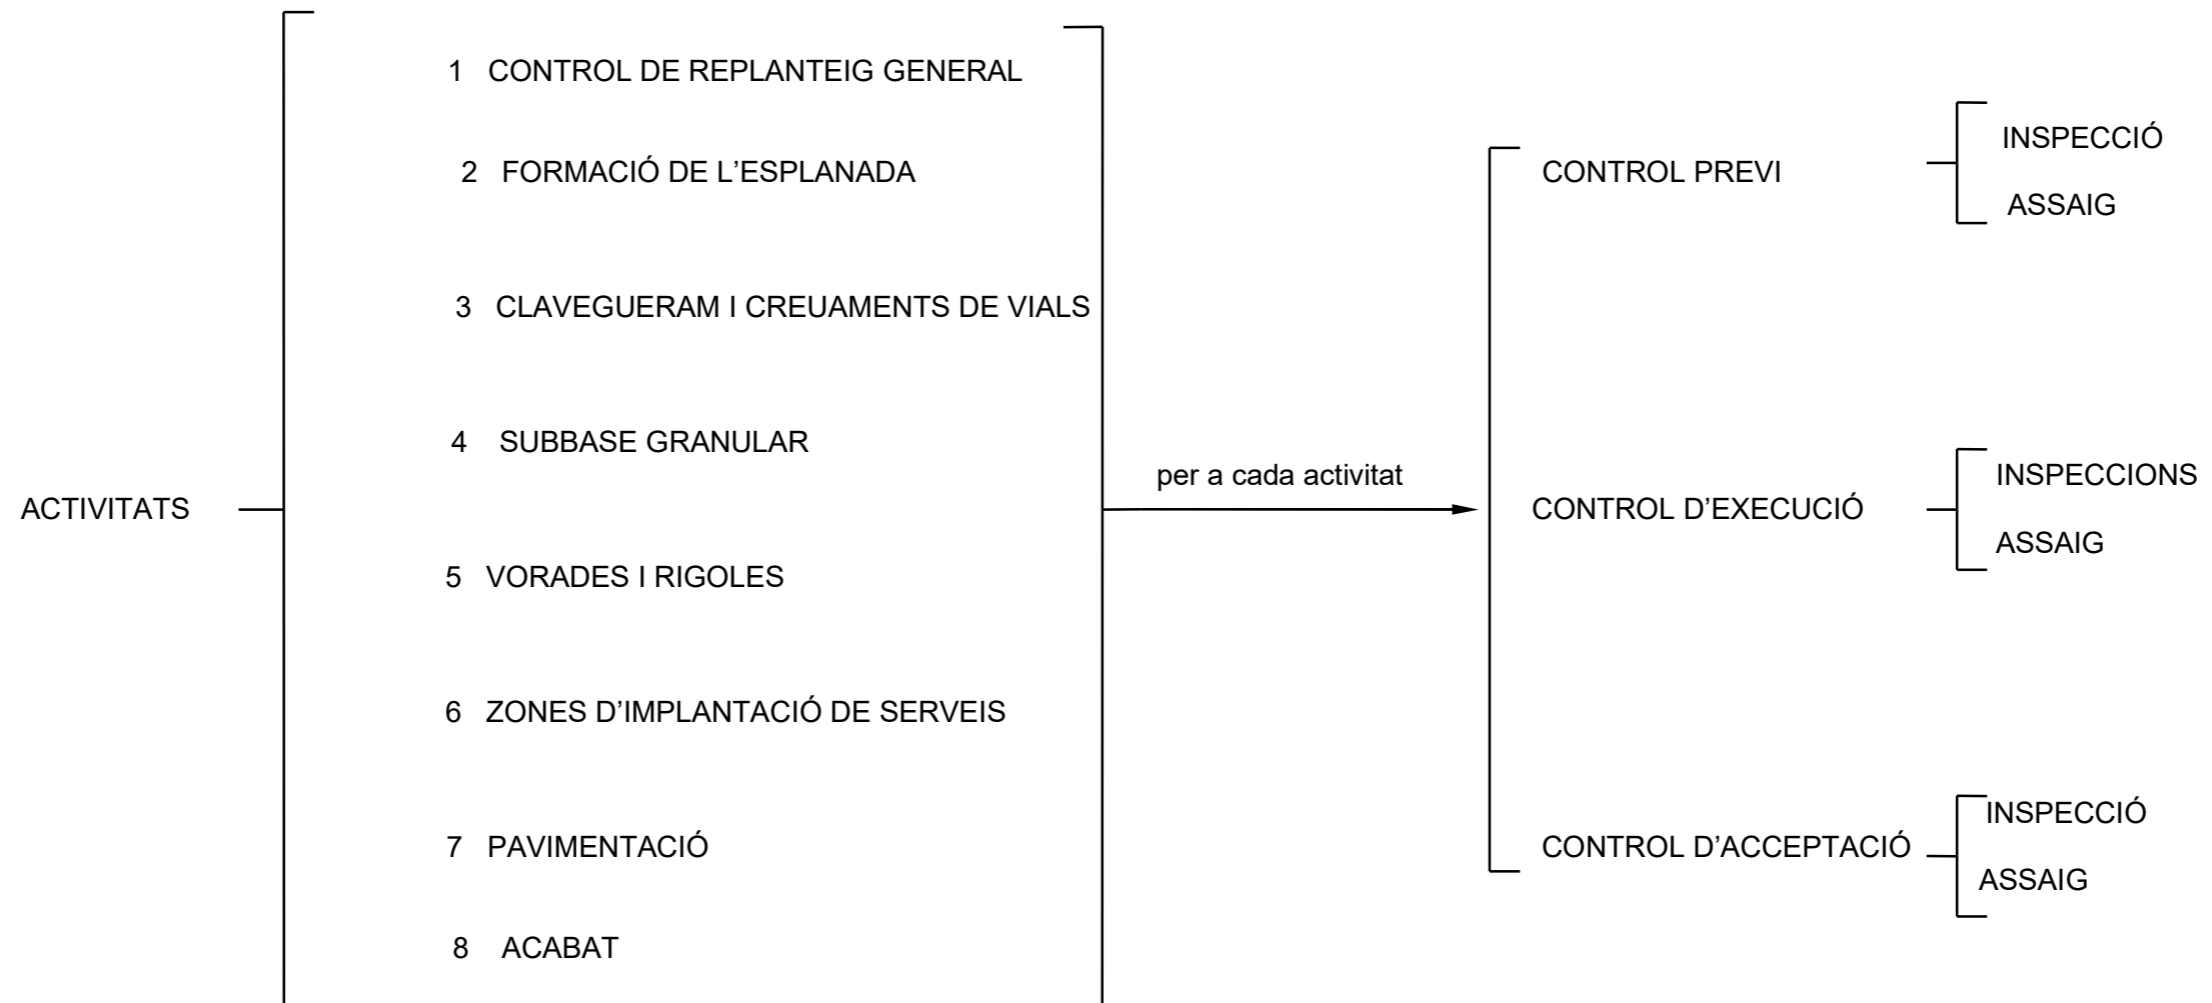 ACTIVITATS
1 CONTROL DE REPLANTEIG GENERAL
2 FORMACIÓ DE L’ESPLANADA
3 CLAVEGUERAM I CREUAMENTS DE VIALS
4 SUBBASE GRANULAR
5 VORADES I RIGOLES
6 ZONES D’IMPLANTACIÓ DE SERVEIS
7 PAVIMENTACIÓ
8 ACABAT
per a cada activitat
CONTROL PREVI
INSPECCIÓ
ASSAIG
CONTROL D’EXECUCIÓ
INSPECCIONS
ASSAIG
CONTROL D’ACCEPTACIÓ
INSPECCIÓ
ASSAIG